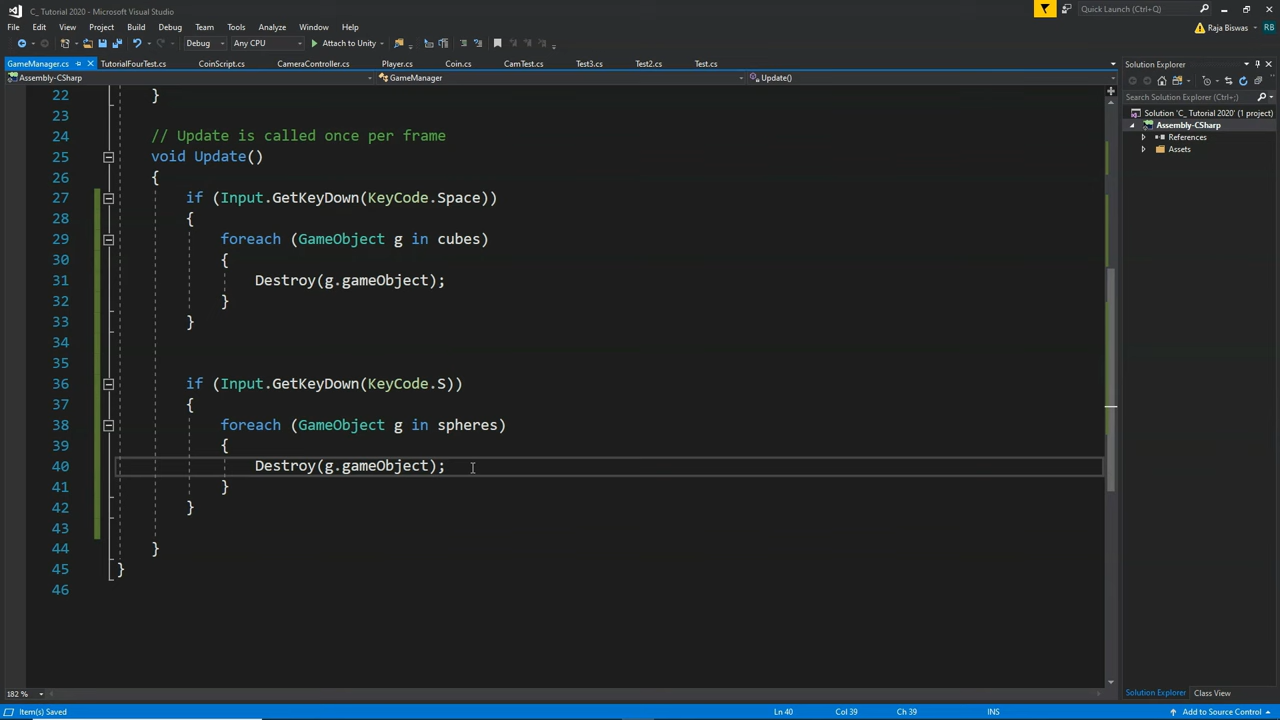 C_ Tutorial 2020 - Microsoft Visual Studio
Quick Launch (Ctrl+Q)
File Edit View Project Build Debug Team Tools Analyze Window Help
Raja Biswas RB
Debug Any CPU Attach to Unity
GameManager.cs TutorialFourTest.cs CoinScript.cs CameraController.cs Player.cs Coin.cs CamTest.cs Test3.cs Test2.cs Test.cs
Assembly-CSharp GameManager Update()
22 }
23
24 // Update is called once per frame
25 void Update()
26 {
27 if (Input.GetKeyDown(KeyCode.Space))
28 {
29 foreach (GameObject g in cubes)
30 {
31 Destroy(g.gameObject);
32 }
33 }
34
35
36 if (Input.GetKeyDown(KeyCode.S))
37 {
38 foreach (GameObject g in spheres)
39 {
40 Destroy(g.gameObject);
41 }
42 }
43
44 }
45 }
46
182 %
Solution Explorer
Search Solution Explorer (Ctrl+;)
Solution 'C_ Tutorial 2020' (1 project)
Assembly-CSharp
References
Assets
Solution Explorer Class View
Item(s) Saved Ln 40 Col 39 Ch 39 INS Add to Source Control